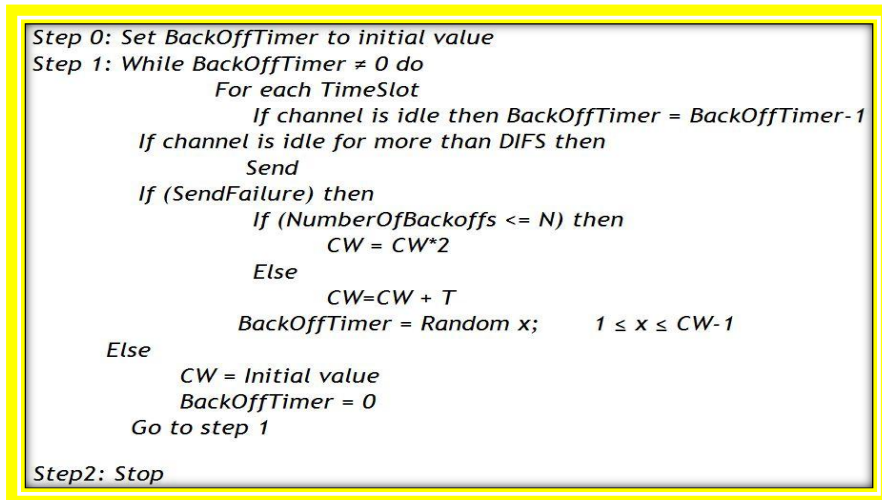 Step 0: Set BackOffTimer to initial value
Step 1: While BackOffTimer ≠ 0 do
For each TimeSlot
If channel is idle then BackOffTimer = BackOffTimer-1
If channel is idle for more than DIFS then
Send
If (SendFailure) then
If (NumberOfBackoffs <= N) then
CW = CW*2
Else
CW=CW + T
BackOffTimer = Random x; 1 ≤ x ≤ CW-1
Else
CW = Initial value
BackOffTimer = 0
Go to step 1
Step2: Stop